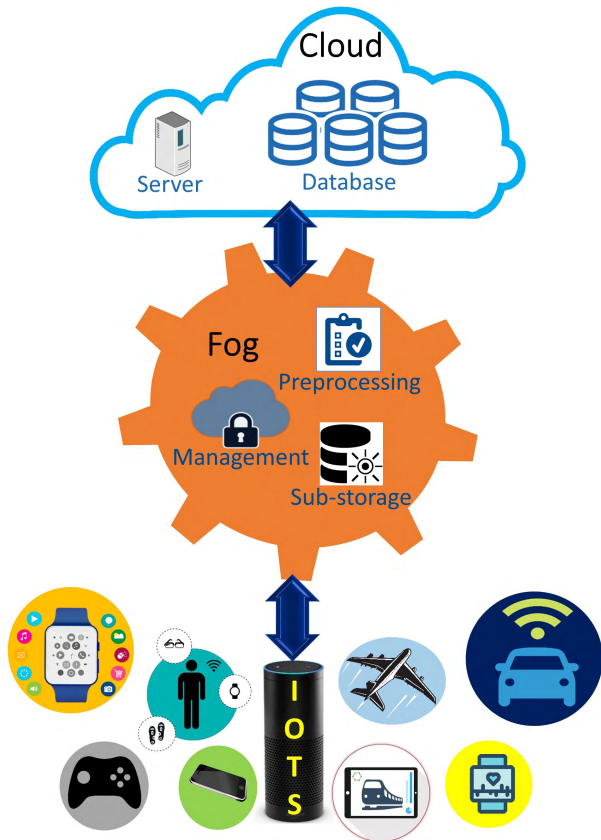 Cloud
Server
Database
Fog
Preprocessing
Management
Sub-storage
I
O
T
S